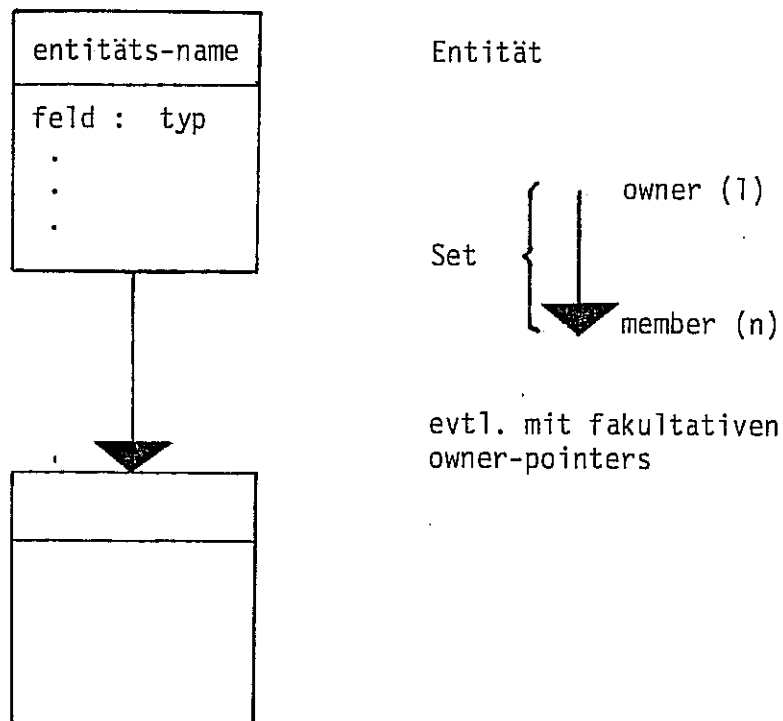 entitäts-name
feld : typ
.
.
.
Entität
owner (1)
Set
member (n)
evtl. mit fakultativen
owner-pointers